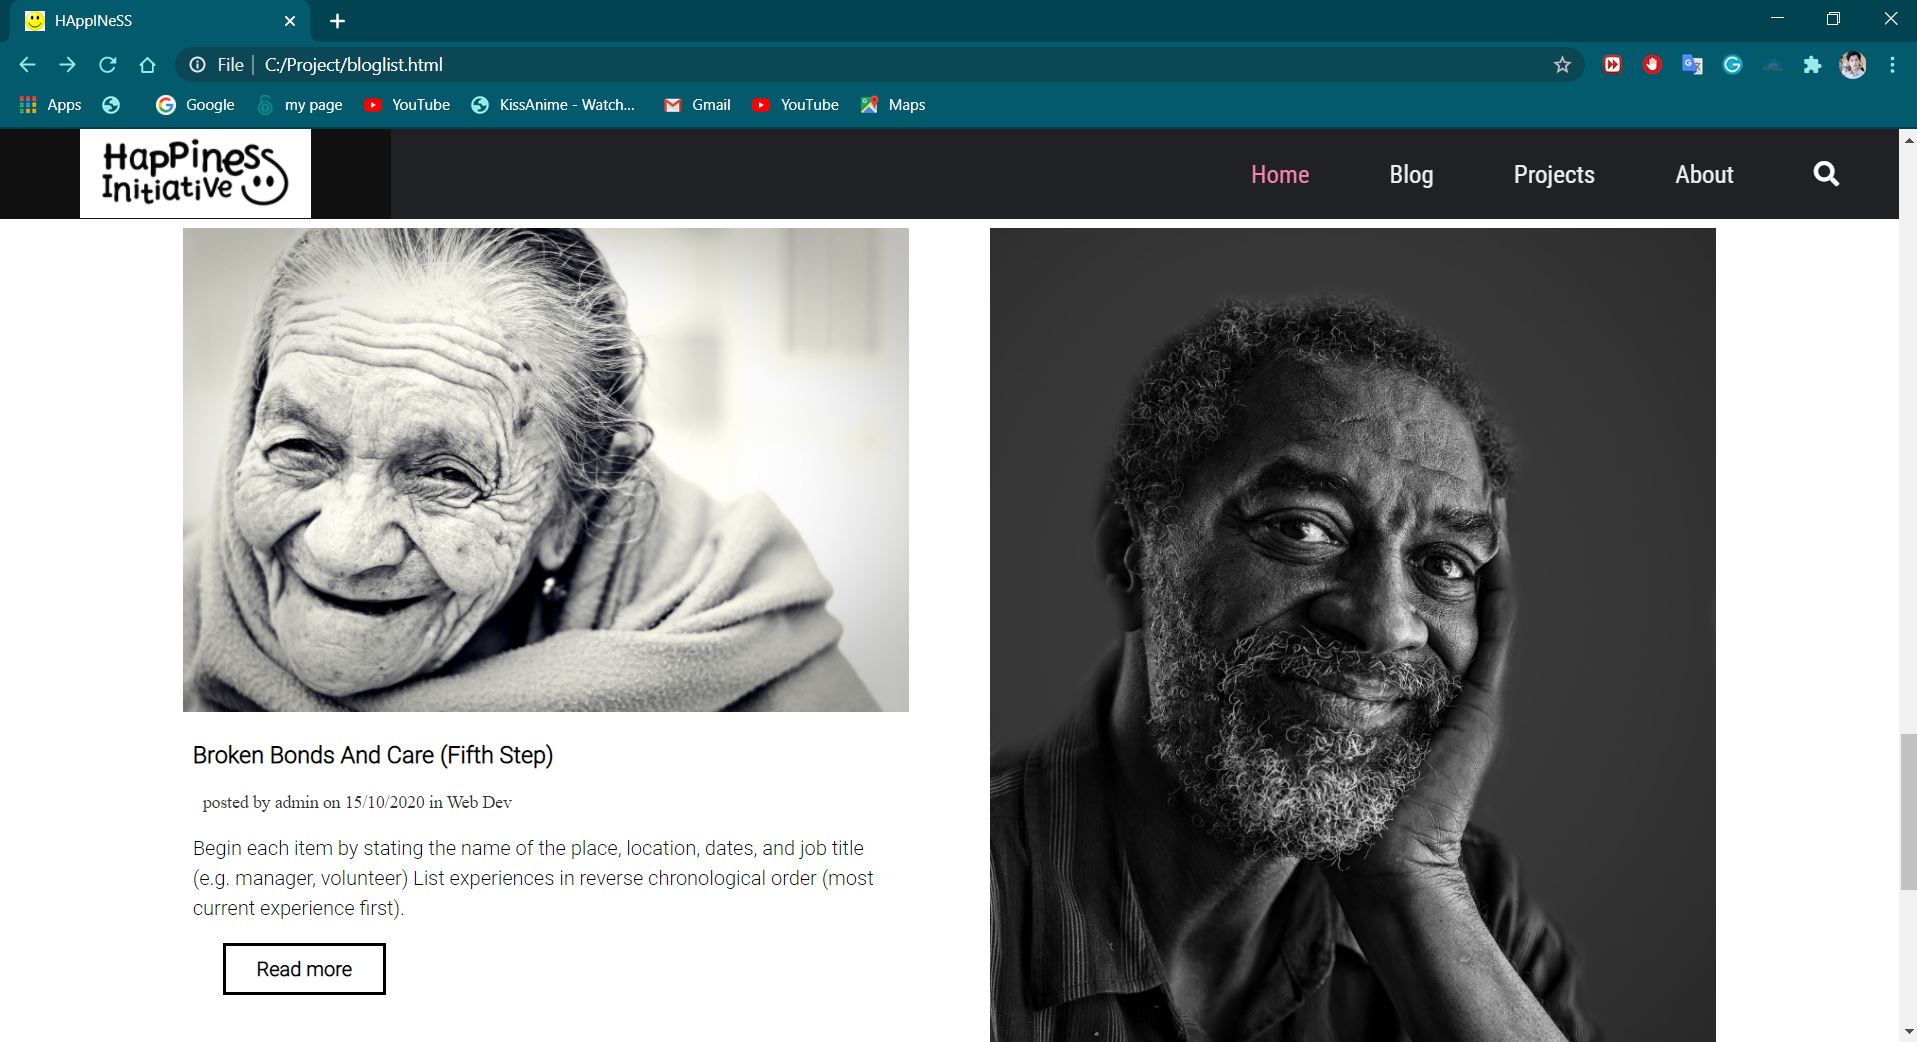 HAppINeSS
File
C:/Project/bloglist.html
Apps
Google
my page
YouTube
KissAnime - Watch...
Gmail
YouTube
Maps
HapPiness
InitiatiVe
Home
Blog
Projects
About
Broken Bonds And Care (Fifth Step)
posted by admin on 15/10/2020 in Web Dev
Begin each item by stating the name of the place, location, dates, and job title
(e.g. manager, volunteer) List experiences in reverse chronological order (most
current experience first).
Read more